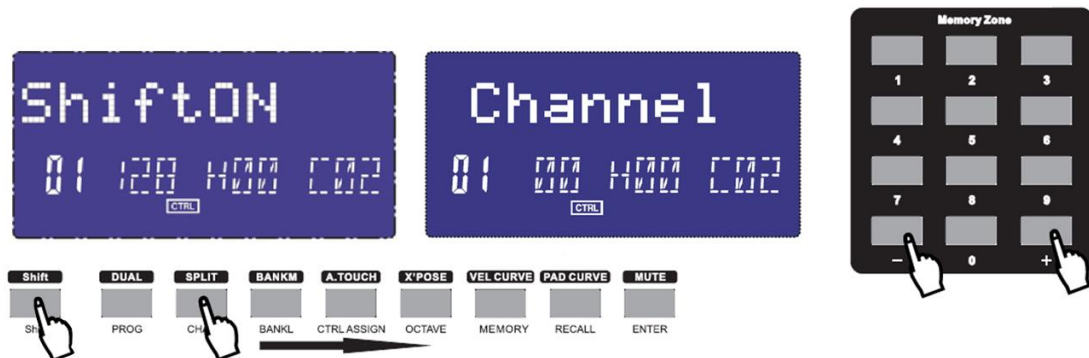 Memory Zone
1 2 3
4 5 6
7 8 9
− 0 +
ShiftON
01 128 H00 C02
CTRL
Channel
01 00 H00 C02
CTRL
Shift DUAL SPLIT BANKM A.TOUCH X'POSE VEL CURVE PAD CURVE MUTE
PROG BANKL CTRL ASSIGN OCTAVE MEMORY RECALL ENTER